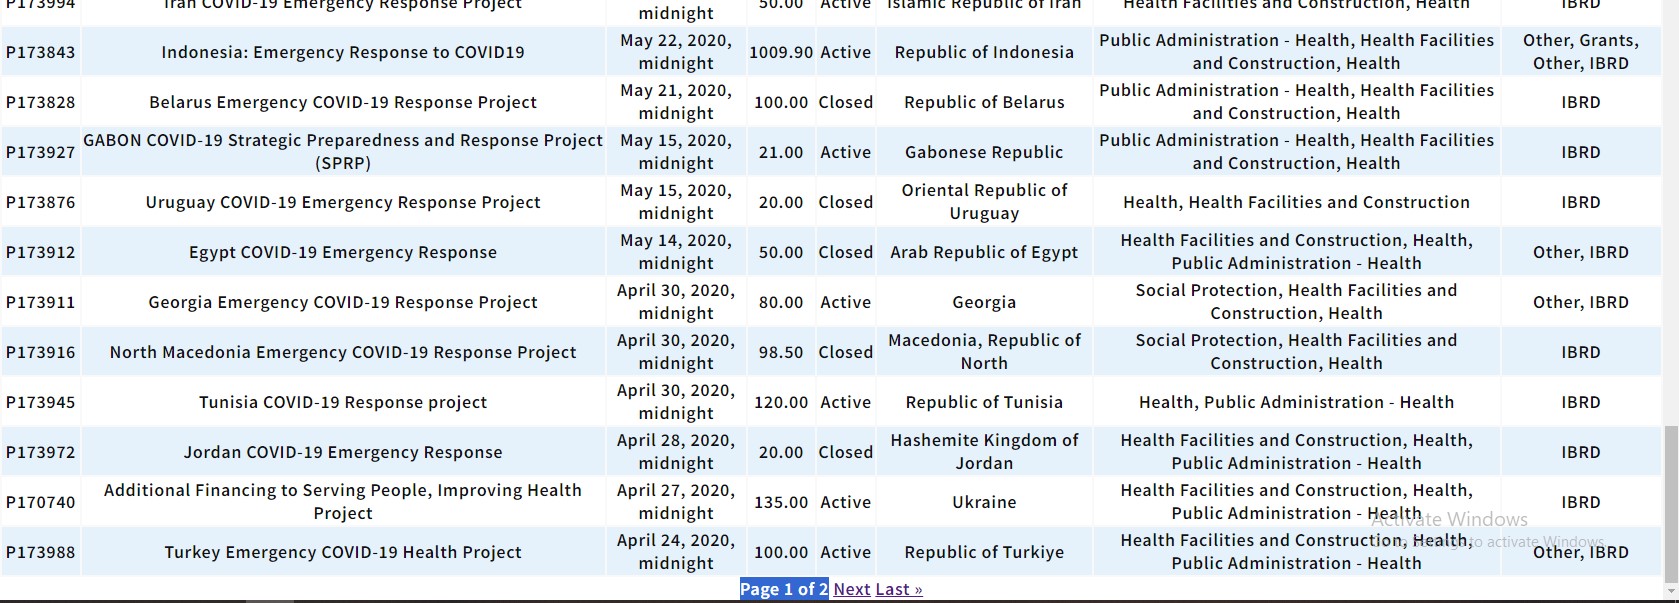 P173994 Iran COVID-19 Emergency Response Project midnight 50.00 Active Islamic Republic of Iran Health Facilities and Construction, Health IBRD
P173843 Indonesia: Emergency Response to COVID19 May 22, 2020, midnight 1009.90 Active Republic of Indonesia Public Administration - Health, Health Facilities and Construction, Health Other, Grants, Other, IBRD
P173828 Belarus Emergency COVID-19 Response Project May 21, 2020, midnight 100.00 Closed Republic of Belarus Public Administration - Health, Health Facilities and Construction, Health IBRD
P173927 GABON COVID-19 Strategic Preparedness and Response Project (SPRP) May 15, 2020, midnight 21.00 Active Gabonese Republic Public Administration - Health, Health Facilities and Construction, Health IBRD
P173876 Uruguay COVID-19 Emergency Response Project May 15, 2020, midnight 20.00 Closed Oriental Republic of Uruguay Health, Health Facilities and Construction IBRD
P173912 Egypt COVID-19 Emergency Response May 14, 2020, midnight 50.00 Closed Arab Republic of Egypt Health Facilities and Construction, Health, Public Administration - Health Other, IBRD
P173911 Georgia Emergency COVID-19 Response Project April 30, 2020, midnight 80.00 Active Georgia Social Protection, Health Facilities and Construction, Health Other, IBRD
P173916 North Macedonia Emergency COVID-19 Response Project April 30, 2020, midnight 98.50 Closed Macedonia, Republic of North Social Protection, Health Facilities and Construction, Health IBRD
P173945 Tunisia COVID-19 Response project April 30, 2020, midnight 120.00 Active Republic of Tunisia Health, Public Administration - Health IBRD
P173972 Jordan COVID-19 Emergency Response April 28, 2020, midnight 20.00 Closed Hashemite Kingdom of Jordan Health Facilities and Construction, Health, Public Administration - Health IBRD
P170740 Additional Financing to Serving People, Improving Health Project April 27, 2020, midnight 135.00 Active Ukraine Health Facilities and Construction, Health, Public Administration - Health IBRD
Activate Windows
P173988 Turkey Emergency COVID-19 Health Project April 24, 2020, midnight 100.00 Active Republic of Turkiye Health Facilities and Construction, Health, Public Administration - Health Other, IBRD
to activate Windows.
Page 1 of 2 Next Last »